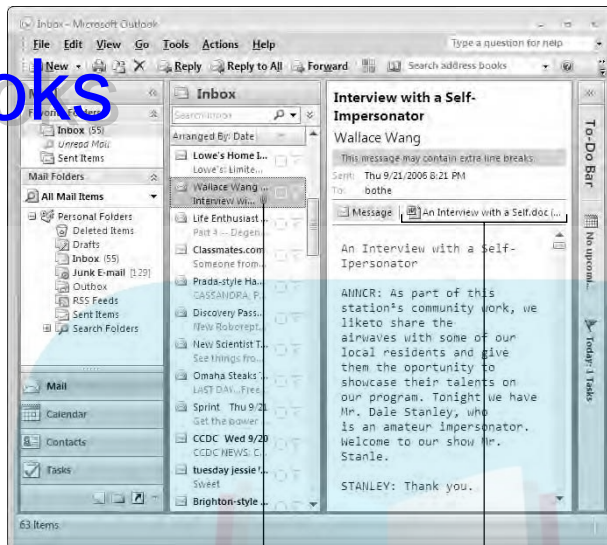 Inbox - Microsoft Outlook
File Edit View Go Tools Actions Help
Type a question for help
New Reply Reply to All Forward Search address books
oks
Inbox (55)
Unread Mail
Sent Items
Mail Folders
All Mail Items
Personal Folders
Deleted Items
Drafts
Inbox (55)
Junk E-mail [129]
Outbox
RSS Feeds
Sent Items
Search Folders
Mail
Calendar
Contacts
Tasks
63 Items
Inbox
Search Inbox
Arranged By: Date
Lowe's Home I...
Lowe's: Limite...
Wallace Wang ...
Interview wi...
Life Enthusiast ...
Part 4 -- Degen...
Classmates.com
Someone from...
Prada-style Ha...
CASSANDRA, P...
Discovery Pass...
New Roborept...
New Scientist T...
See things fro...
Omaha Steaks ...
LAST DAY...Free...
Sprint Thu 9/21
Get the power
CCDC Wed 9/20
CCDC NEWS: C...
tuesday jessie '...
Sweet
Brighton-style ...
Interview with a Self-
Impersonator
Wallace Wang
This message may contain extra line breaks.
Sent: Thu 9/21/2006 8:21 PM
To: bothe
Message An Interview with a Self.doc (...
An Interview with a Self-
Ipersonator
ANNCR: As part of this
station's community work, we
liketo share the
airwaves with some of our
local residents and give
them the oportunity to
showcase their talents on
our program. Tonight we have
Mr. Dale Stanley, who
is an amateur impersonator.
Welcome to our show Mr.
Stanle.
STANLEY: Thank you.
To-Do Bar
No upcomi...
Today: 1 Tasks